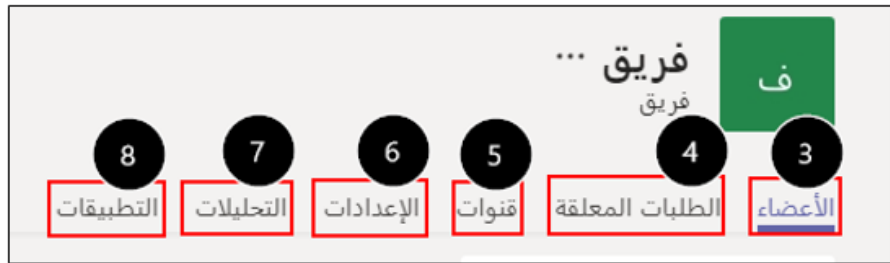 ف
فريق ...
فريق
3 4 5 6 7 8
الأعضاء الطلبات المعلقة قنوات الإعدادات التحليلات التطبيقات